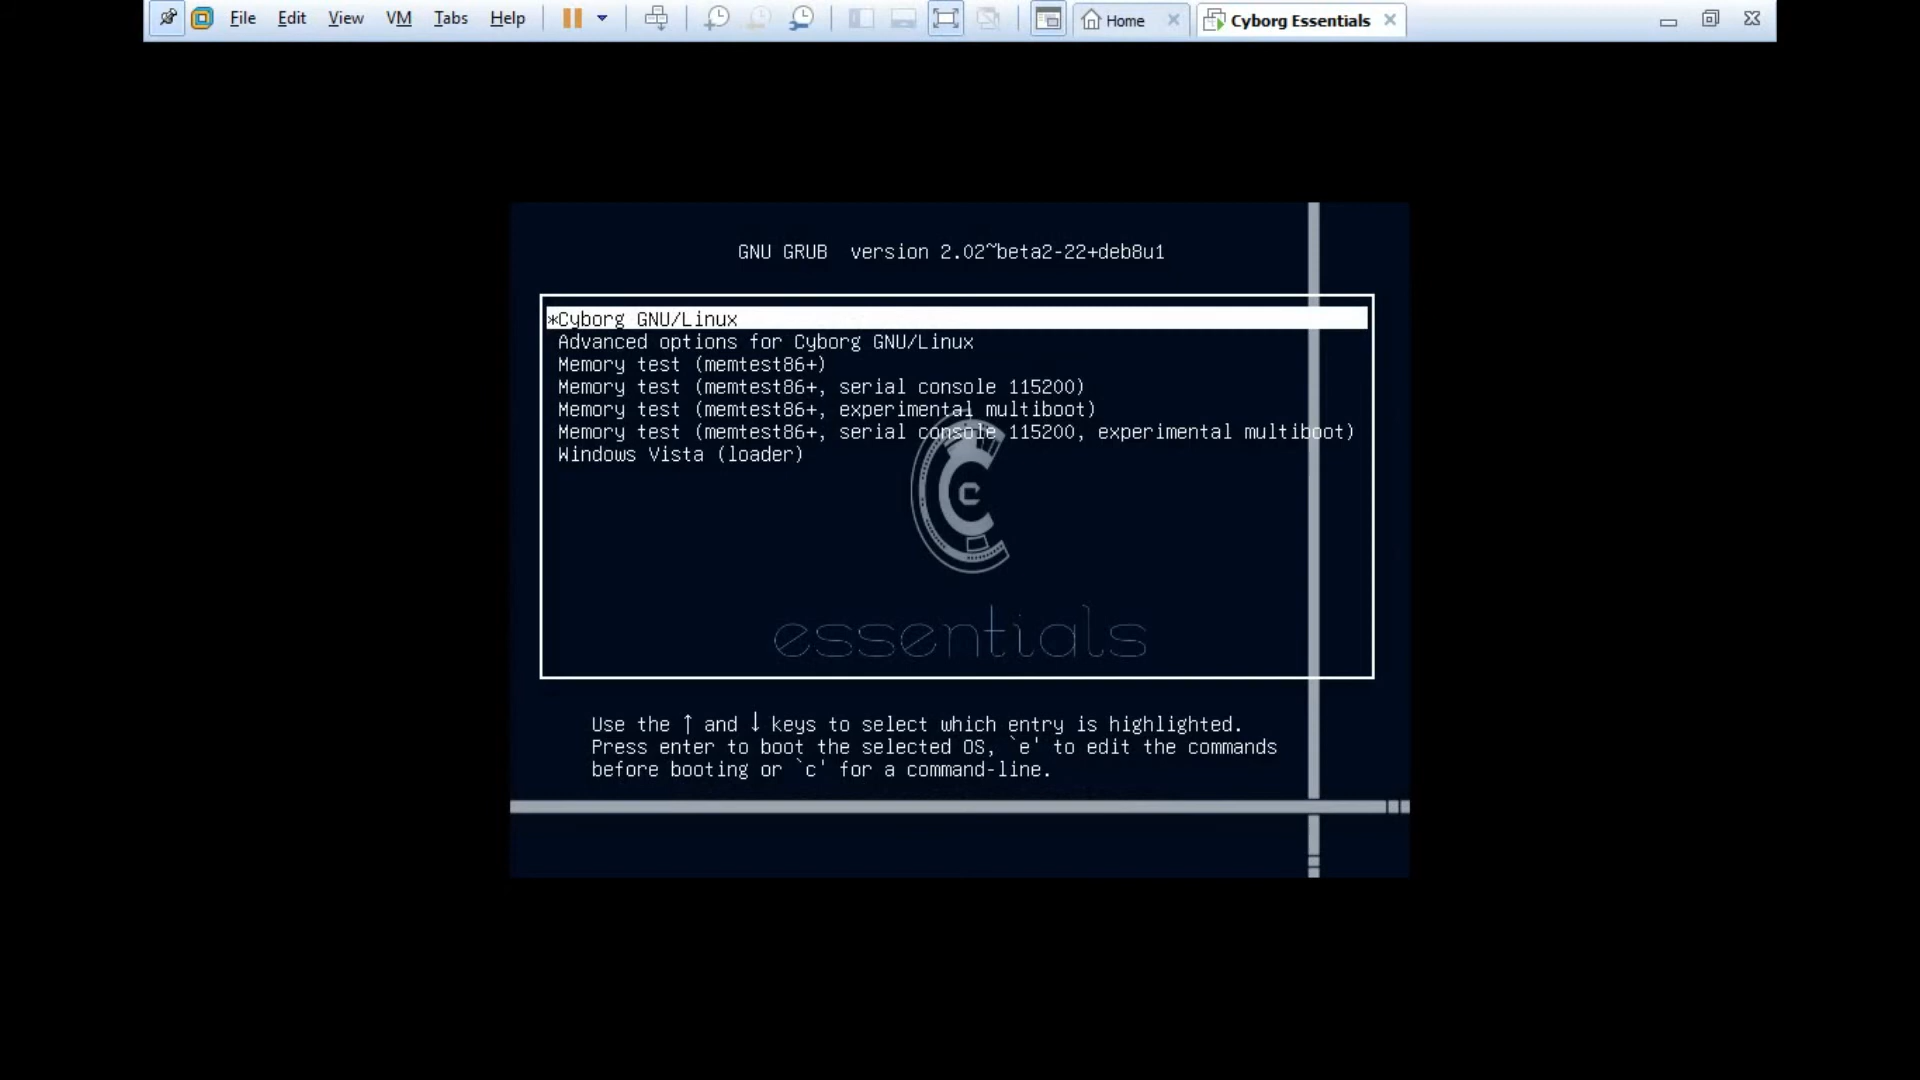 File Edit View VM Tabs Help Home Cyborg Essentials
GNU GRUB version 2.02~beta2-22+deb8u1
*Cyborg GNU/Linux
Advanced options for Cyborg GNU/Linux
Memory test (memtest86+)
Memory test (memtest86+, serial console 115200)
Memory test (memtest86+, experimental multiboot)
Memory test (memtest86+, serial console 115200, experimental multiboot)
Windows Vista (loader)
c
essentials
Use the ↑ and ↓ keys to select which entry is highlighted.
Press enter to boot the selected OS, `e' to edit the commands
before booting or `c' for a command-line.